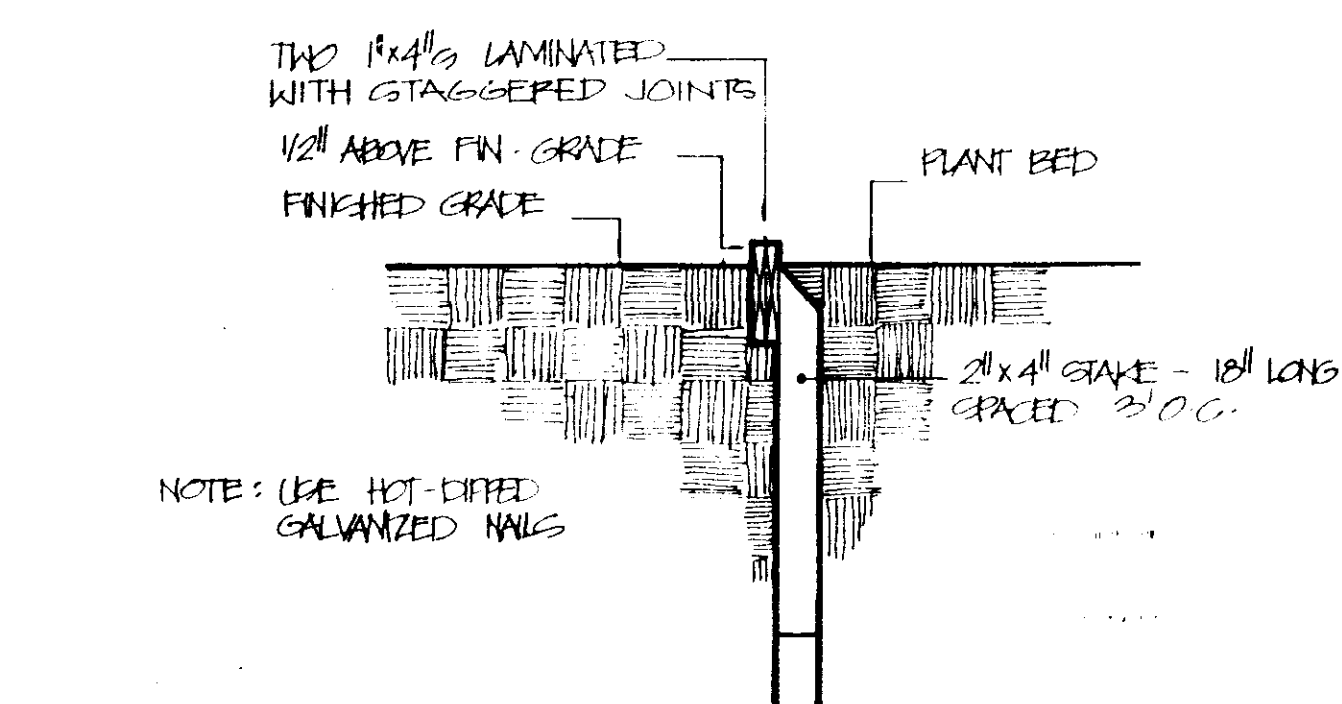 TWO 1"x4"s LAMINATED
WITH STAGGERED JOINTS
1/2" ABOVE FIN. GRADE
FINISHED GRADE
PLANT BED
2" x 4" STAKE - 18" LONG
SPACED 3' O.C.
NOTE: USE HOT-DIPPED
GALVANIZED NAILS